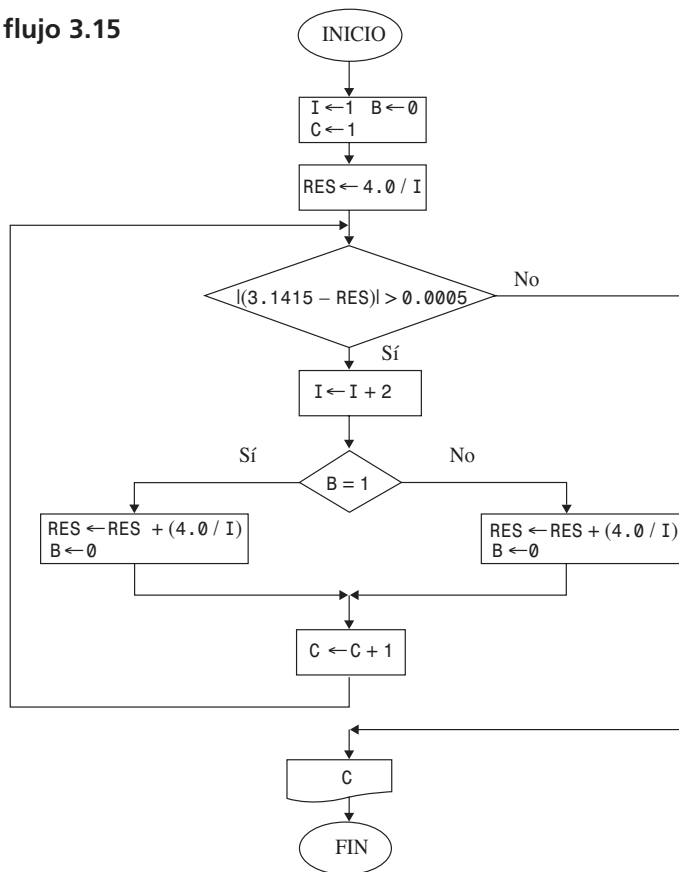 flujo 3.15
INICIO
I ← 1 B ← 0
C ← 1
RES ← 4.0 / I
|(3.1415 – RES)| > 0.0005
No
Sí
I ← I + 2
Sí
No
B = 1
RES ← RES + (4.0 / I)
B ← 0
RES ← RES + (4.0 / I)
B ← 0
C ← C + 1
C
FIN